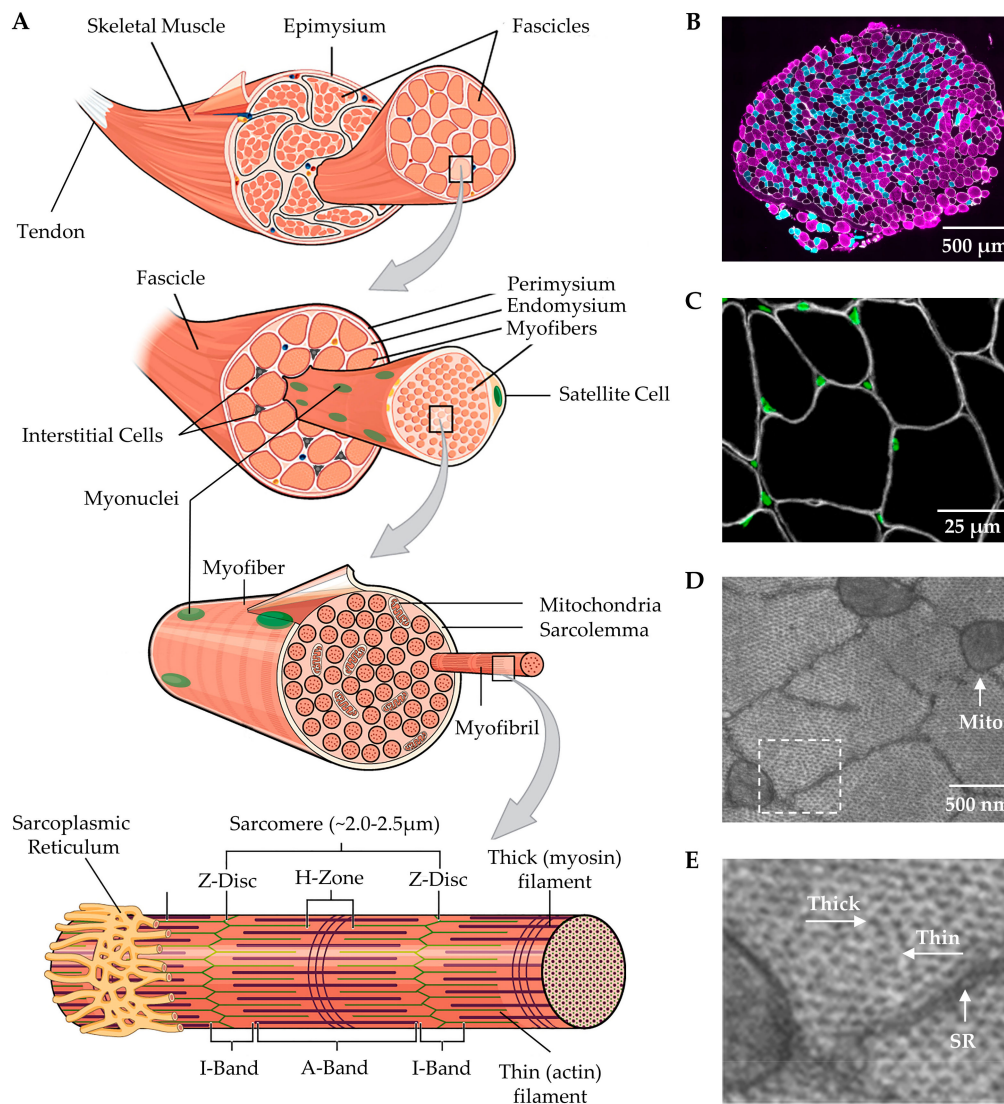 A
Skeletal Muscle
Epimysium
Fascicles
Tendon
Fascicle
Perimysium
Endomysium
Myofibers
Satellite Cell
Interstitial Cells
Myonuclei
Myofiber
Mitochondria
Sarcolemma
Myofibril
Sarcoplasmic
Reticulum
Sarcomere (~2.0-2.5µm)
Z-Disc
H-Zone
Z-Disc
Thick (myosin)
filament
I-Band
A-Band
I-Band
Thin (actin)
filament
B
500 µm
C
25 µm
D
Mito
500 nm
E
Thick
Thin
SR